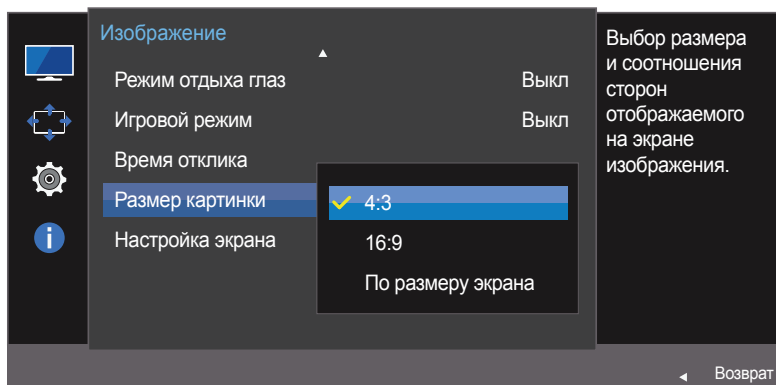 Изображение
Режим отдыха глаз Выкл
Игровой режим Выкл
Время отклика
Размер картинки
Настройка экрана
4:3
16:9
По размеру экрана
Выбор размера
и соотношения
сторон
отображаемого
на экране
изображения.
Возврат